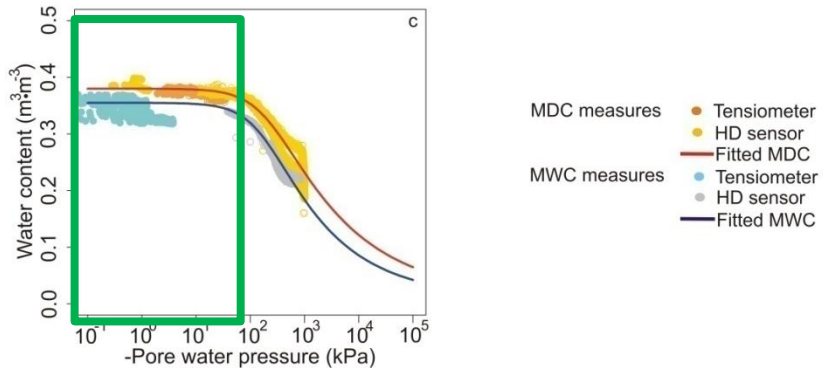 c
0.5
0.4
0.3
0.2
0.1
0.0
Water content (m³•m⁻³)
10⁻¹ 10⁰ 10¹ 10² 10³ 10⁴ 10⁵
-Pore water pressure (kPa)
MDC measures
Tensiometer
HD sensor
Fitted MDC
MWC measures
Tensiometer
HD sensor
Fitted MWC